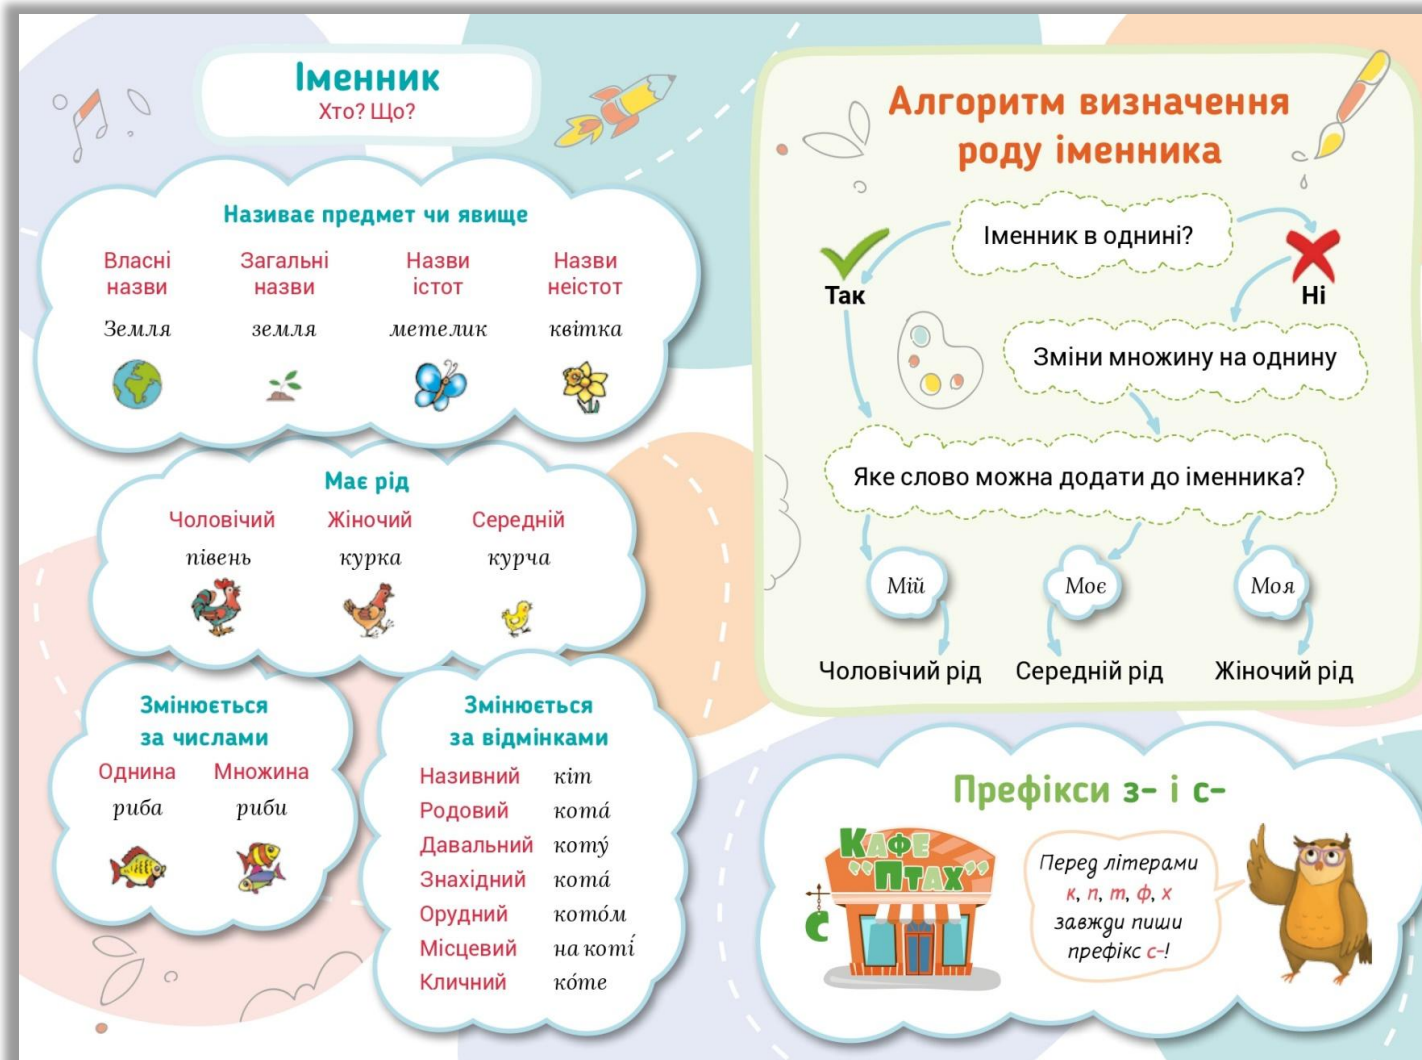 Іменник
Хто? Що?
Називає предмет чи явище
Власні назви
Загальні назви
Назви істот
Назви неістот
Земля
земля
метелик
квітка
Має рід
Чоловічий
Жіночий
Середній
півень
курка
курча
Змінюється
за числами
Однина Множина
риба риби
Змінюється
за відмінками
Називний кіт
Родовий кота́
Давальний коту́
Знахідний кота́
Орудний кото́м
Місцевий на коті́
Кличний ко́те
Алгоритм визначення
роду іменника
Іменник в однині?
Так
Ні
Зміни множину на однину
Яке слово можна додати до іменника?
Мій
Моє
Моя
Чоловічий рід
Середній рід
Жіночий рід
Префікси з- і с-
Кафе
"Птах"
с
Перед літерами
к, п, т, ф, х
завжди пиши
префікс с-!